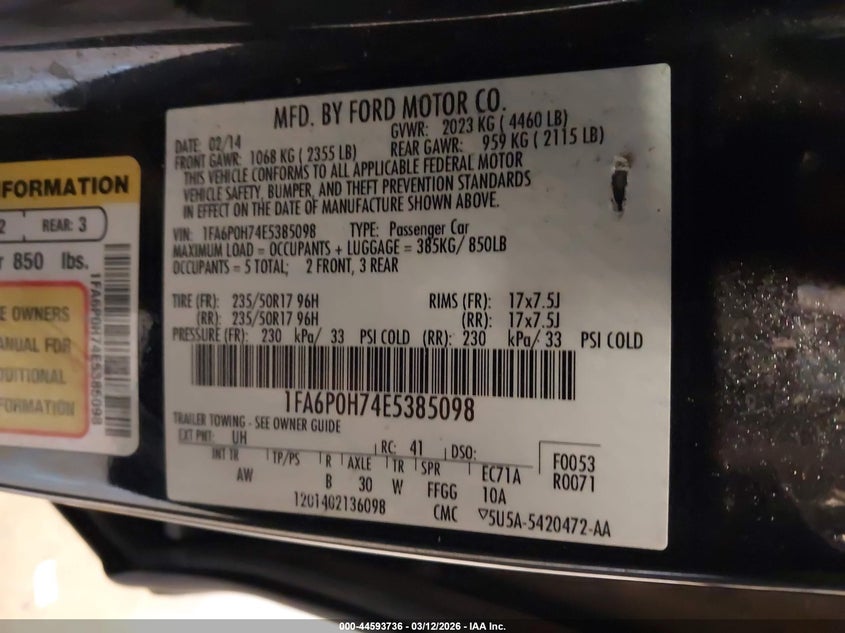 MFD. BY FORD MOTOR CO.
DATE: 02/14
GVWR: 2023 KG ( 4460 LB)
FRONT GAWR: 1068 KG ( 2355 LB)
REAR GAWR: 959 KG ( 2115 LB)
THIS VEHICLE CONFORMS TO ALL APPLICABLE FEDERAL MOTOR
VEHICLE SAFETY, BUMPER, AND THEFT PREVENTION STANDARDS
IN EFFECT ON THE DATE OF MANUFACTURE SHOWN ABOVE.
VIN: 1FA6P0H74E5385098 TYPE: Passenger Car
MAXIMUM LOAD = OCCUPANTS + LUGGAGE = 385KG/ 850LB
OCCUPANTS = 5 TOTAL; 2 FRONT, 3 REAR
TIRE (FR): 235/50R17 96H RIMS (FR): 17x7.5J
(RR): 235/50R17 96H (RR): 17x7.5J
PRESSURE (FR): 230 kPa/ 33 PSI COLD (RR): 230 kPa/ 33 PSI COLD
1FA6P0H74E5385098
TRAILER TOWING - SEE OWNER GUIDE
EXT PNT: UH RC: 41 DSO:
INT TR TP/PS R AXLE TR SPR EC71A
AW B 30 W FFGG 10A
F0053
R0071
1201402136098 CMC 5U5A-5420472-AA
FORMATION
2 REAR: 3
850 lbs.
OWNERS
MANUAL FOR
ADDITIONAL
INFORMATION
1FA6P0H74E5385098
000-44593736 - 03/12/2026 - IAA Inc.